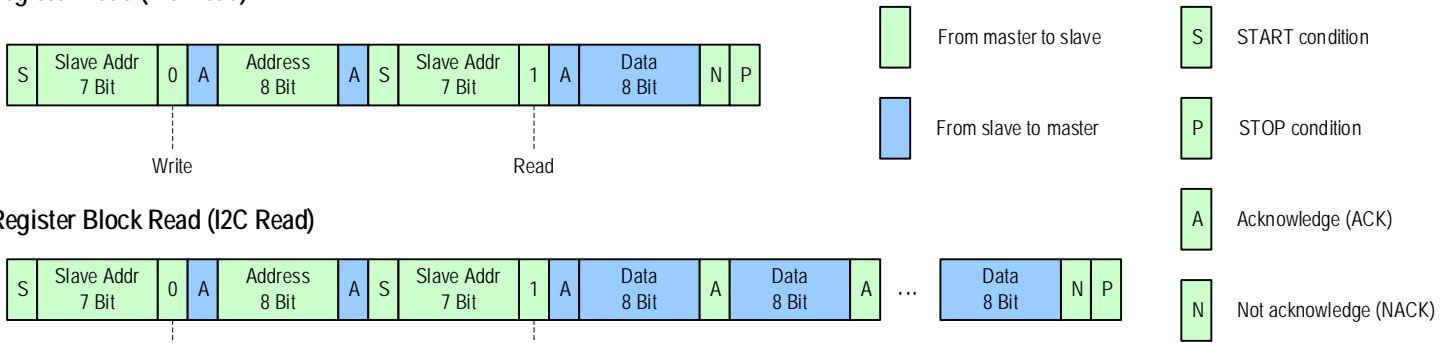 S Slave Addr 7 Bit 0 A Address 8 Bit A S Slave Addr 7 Bit 1 A Data 8 Bit N P
Write Read
Register Block Read (I2C Read)
S Slave Addr 7 Bit 0 A Address 8 Bit A S Slave Addr 7 Bit 1 A Data 8 Bit A Data 8 Bit A ... Data 8 Bit N P
From master to slave
From slave to master
S START condition
P STOP condition
A Acknowledge (ACK)
N Not acknowledge (NACK)